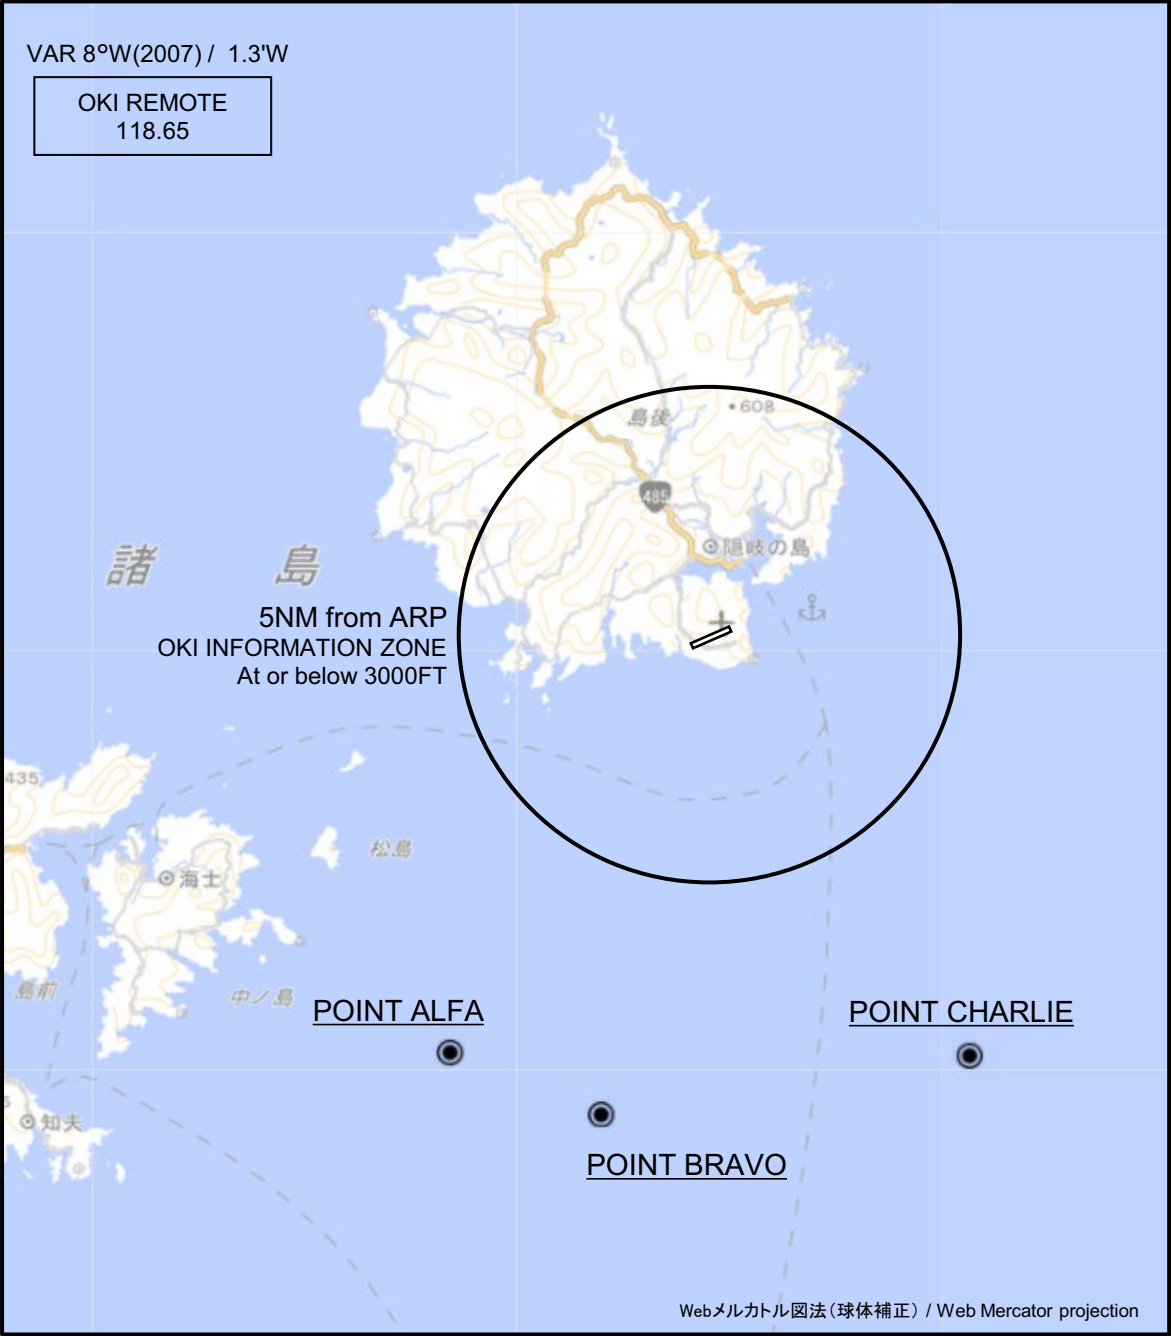 VAR 8°W(2007) / 1.3'W
OKI REMOTE
118.65
島後
608
485
隠岐の島
諸 島
5NM from ARP
OKI INFORMATION ZONE
At or below 3000FT
435
松島
海士
島前
中ノ島
POINT ALFA
POINT CHARLIE
知夫
POINT BRAVO
Webメルカトル図法(球体補正) / Web Mercator projection